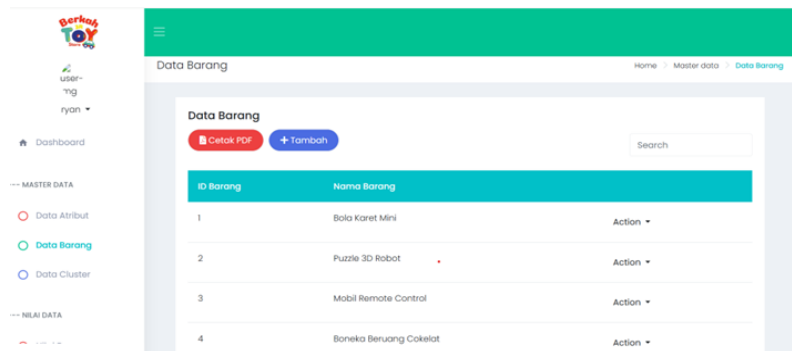 Berkah
TOY
Store
user-
mg
ryan
Dashboard
--- MASTER DATA
Data Atribut
Data Barang
Data Cluster
--- NILAI DATA
Data Barang
Home > Master data > Data Barang
Data Barang
Cetak PDF + Tambah
Search
ID Barang Nama Barang
1 Bola Karet Mini Action
2 Puzzle 3D Robot Action
3 Mobil Remote Control Action
4 Boneka Beruang Cokelat Action